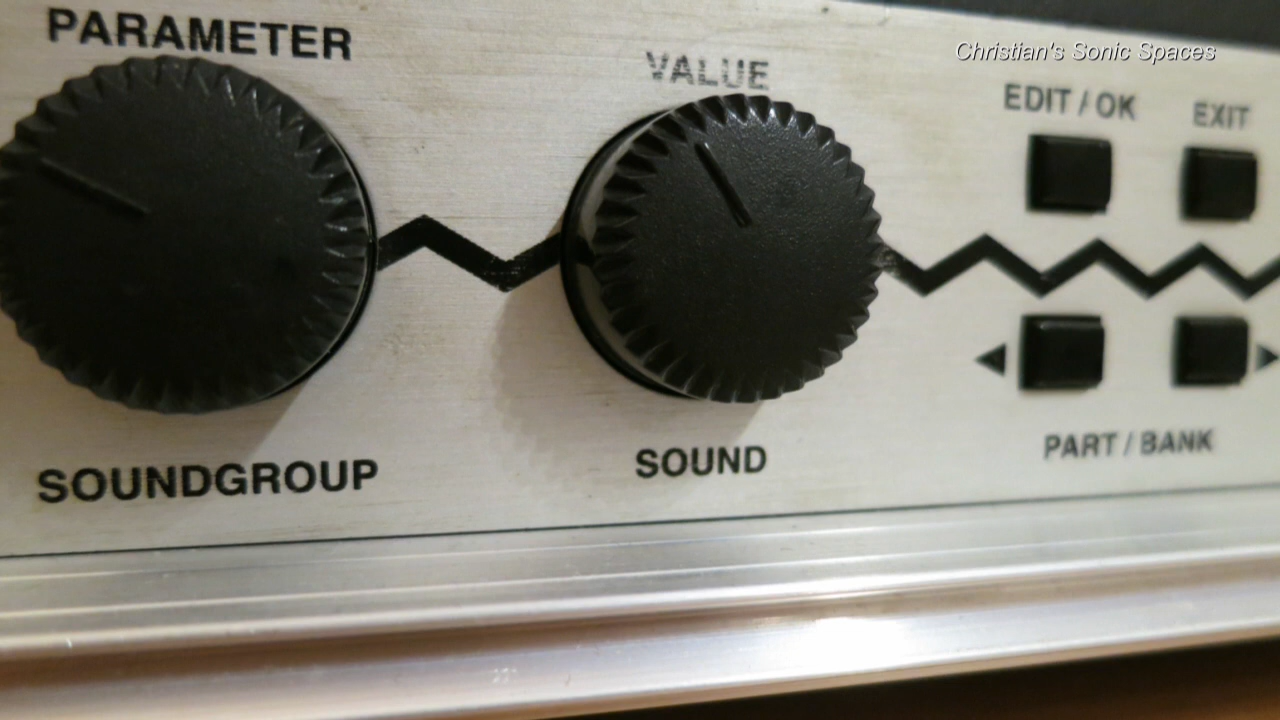 PARAMETER
VALUE
Christian's Sonic Spaces
EDIT / OK
EXIT
SOUNDGROUP
SOUND
PART / BANK